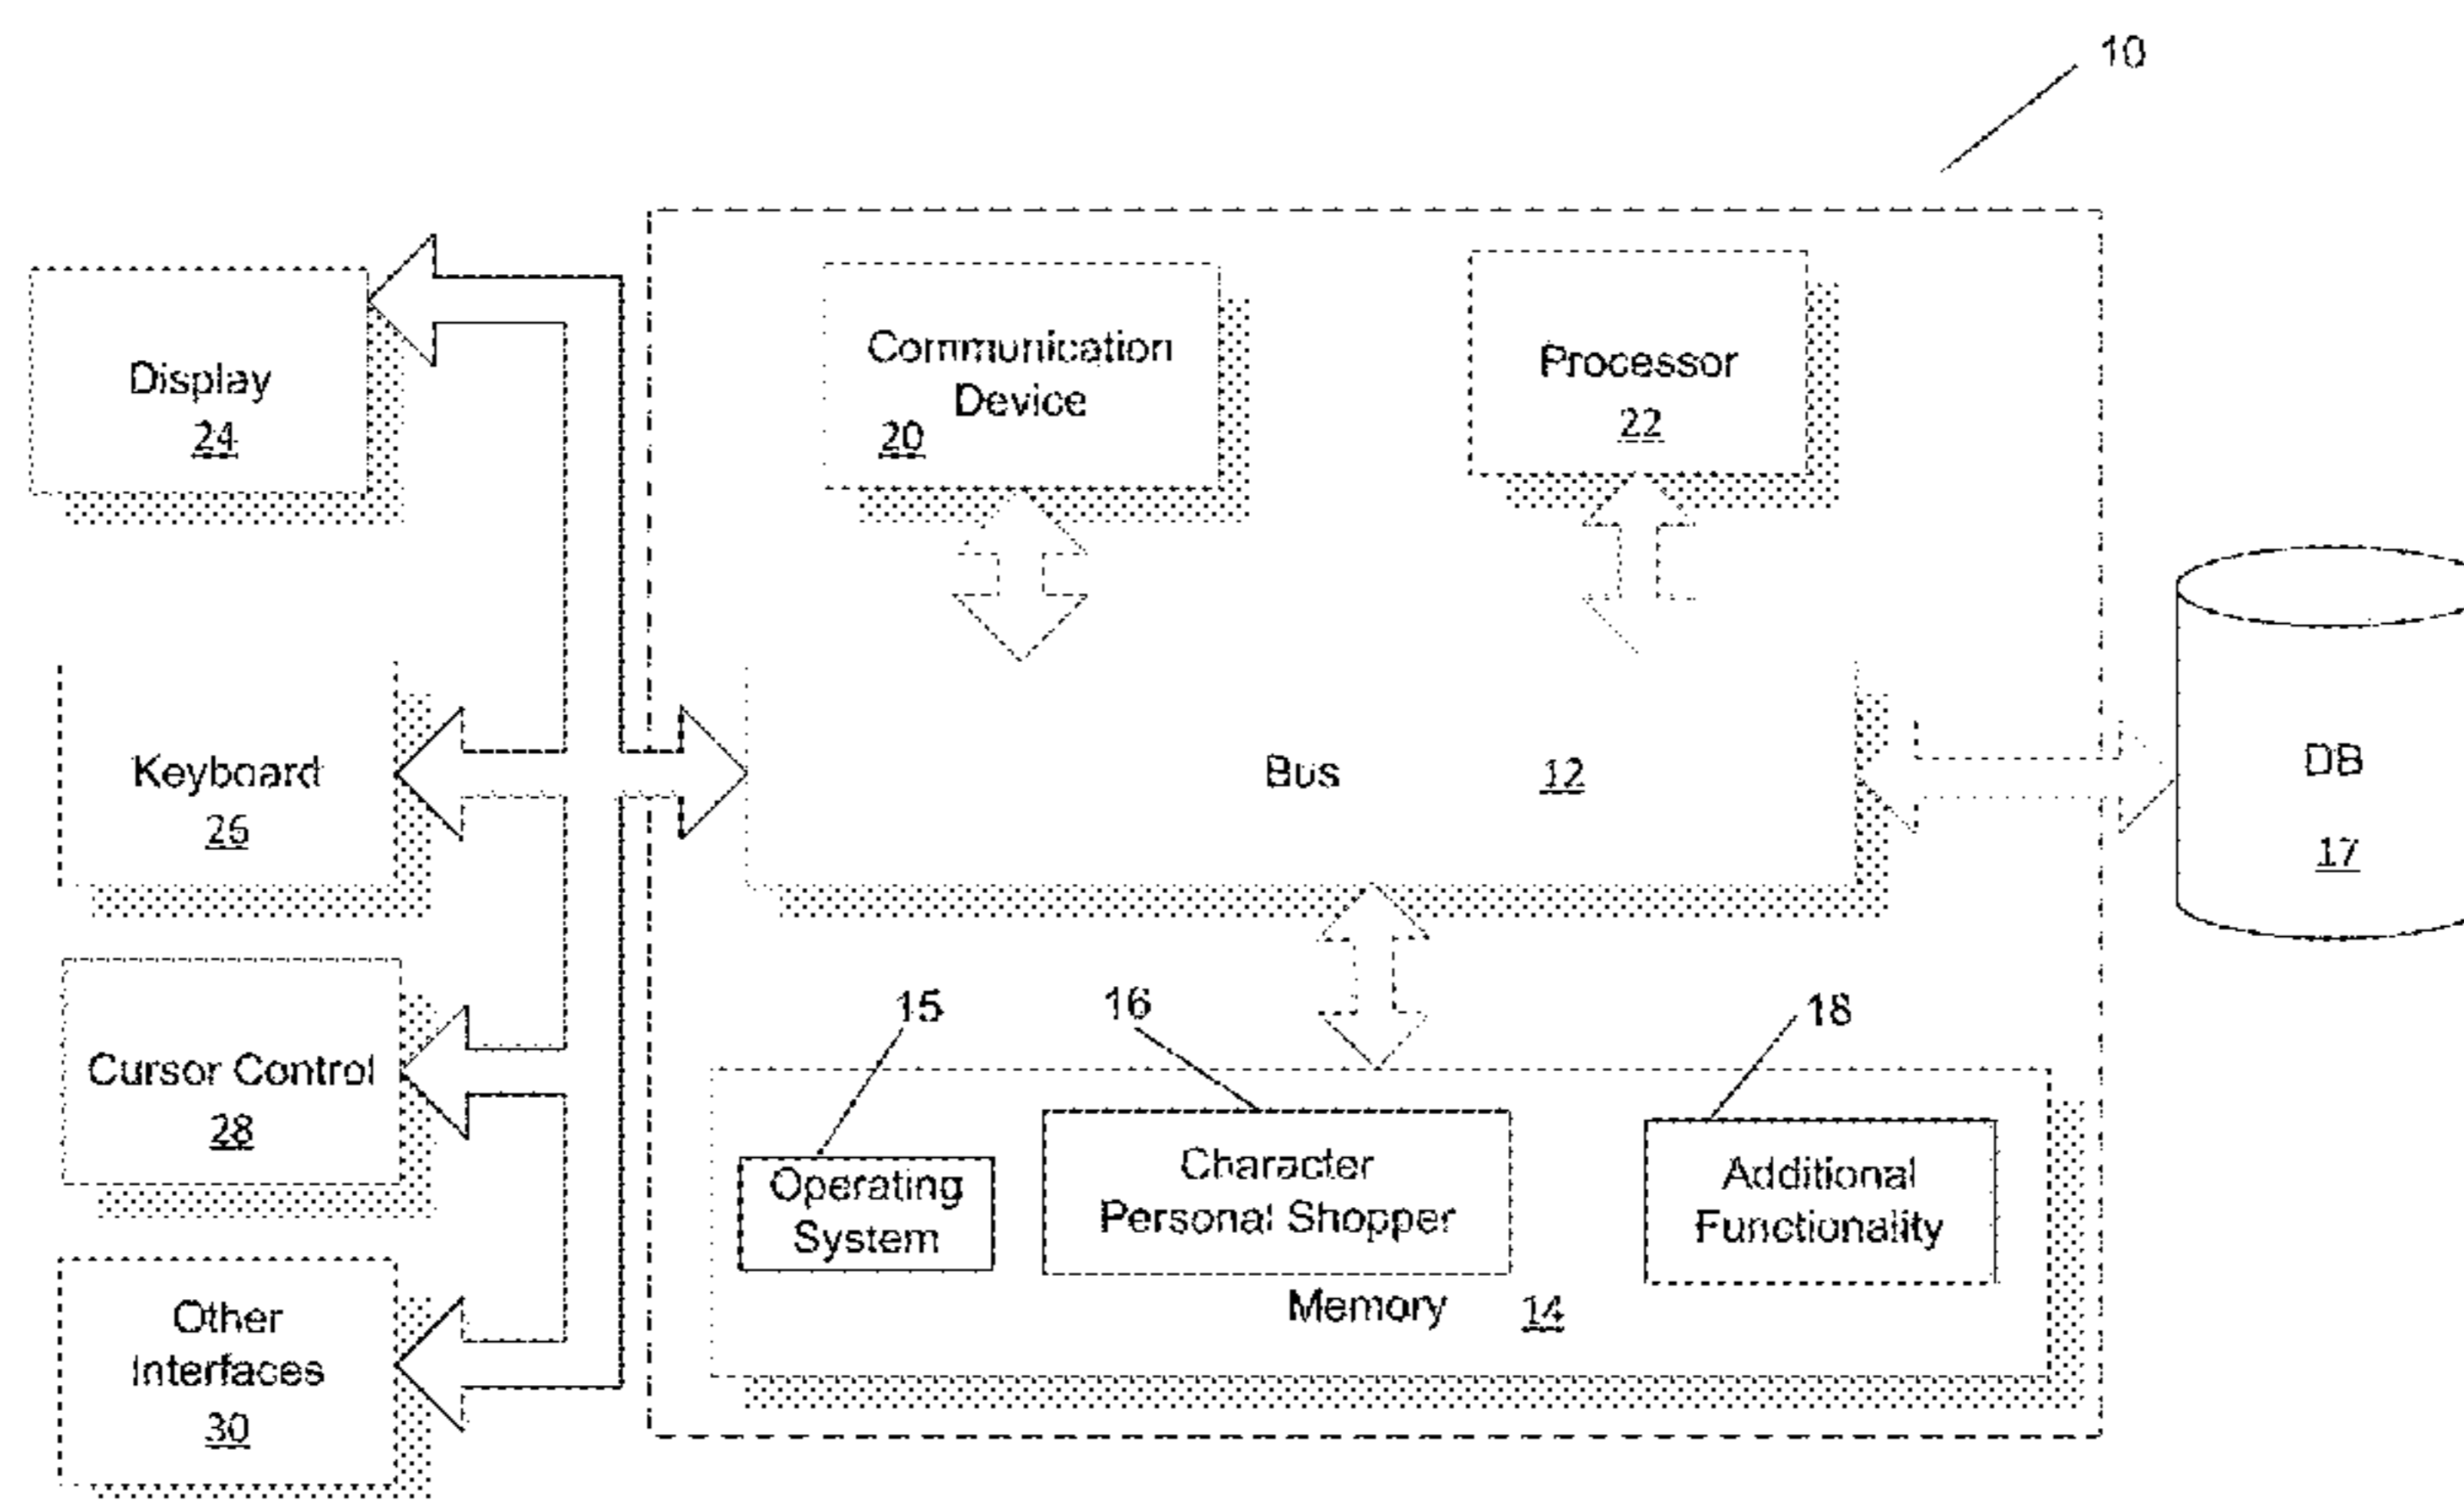 10
Display
24
Communication
Device
20
Processor
22
Keyboard
26
Bus 12
DB
17
Cursor Control
28
15
16
18
Operating
System
Character
Personal Shopper
Additional
Functionality
Memory 14
Other
Interfaces
30